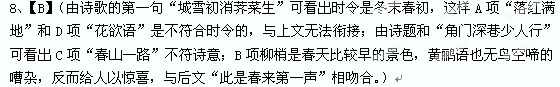 8、【B】(由诗歌的第一句“城雪初消荠菜生”可看出时令是冬末春初，这样 A 项“落红满
地”和 D 项“花欲语”是不符合时令的，与上文无法衔接；由诗题和“角门深巷少人行”
可看出 C 项“春山一路”不符诗意；B 项柳梢是春天比较早的景色，黄鹂语也无鸟空啼的
嘈杂，反而给人以惊喜，与后文“此是春来第一声”相吻合。)